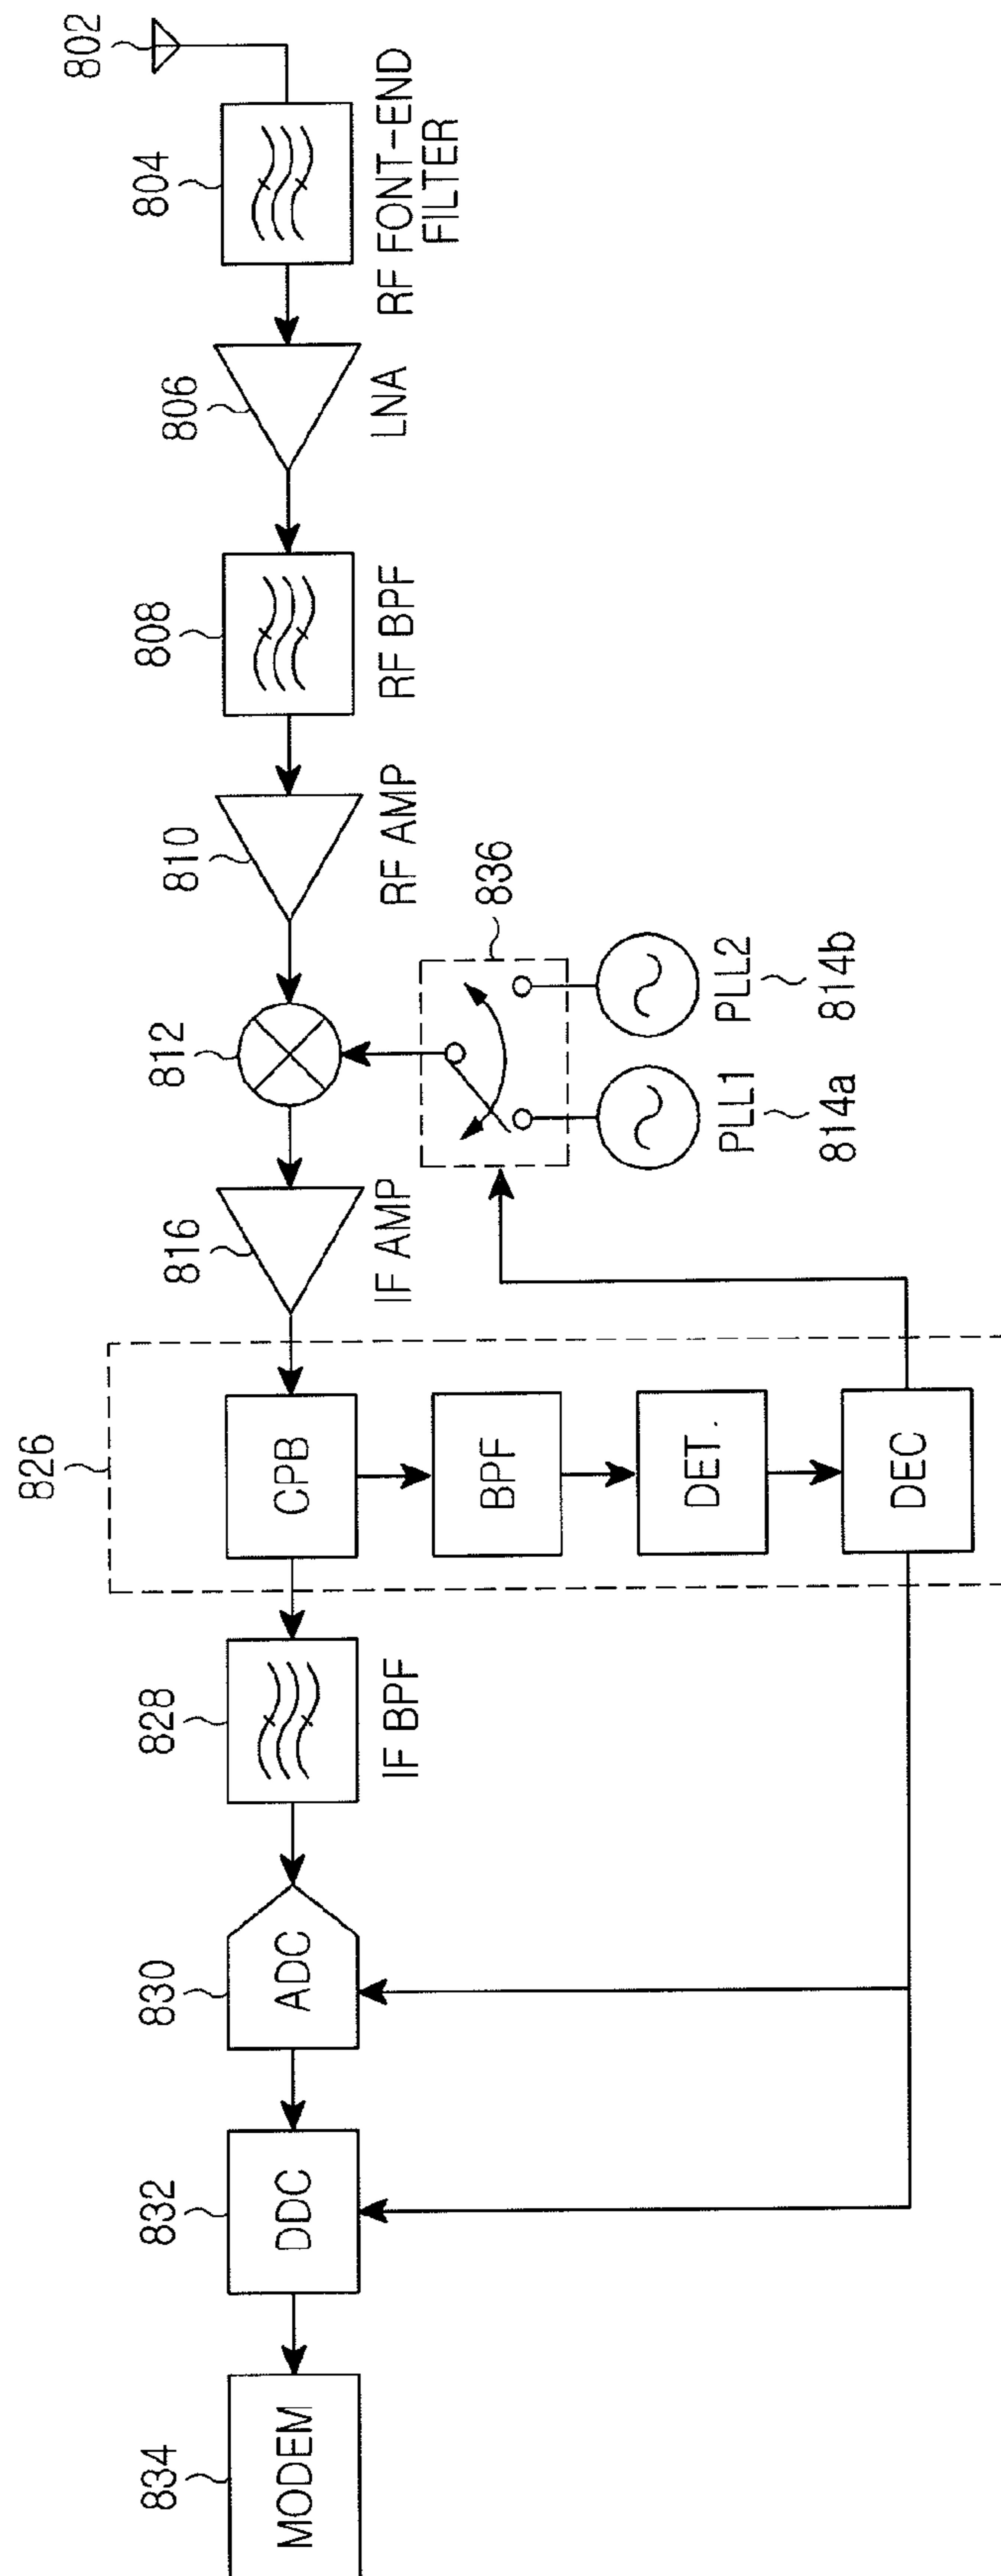 802
804
RF FONT-END
FILTER
806
LNA
808
RF BPF
810
RF AMP
812
836
PLL1
814a
PLL2
814b
816
IF AMP
826
CPB
BPF
DET.
DEC
828
IF BPF
830
ADC
832
DDC
834
MODEM